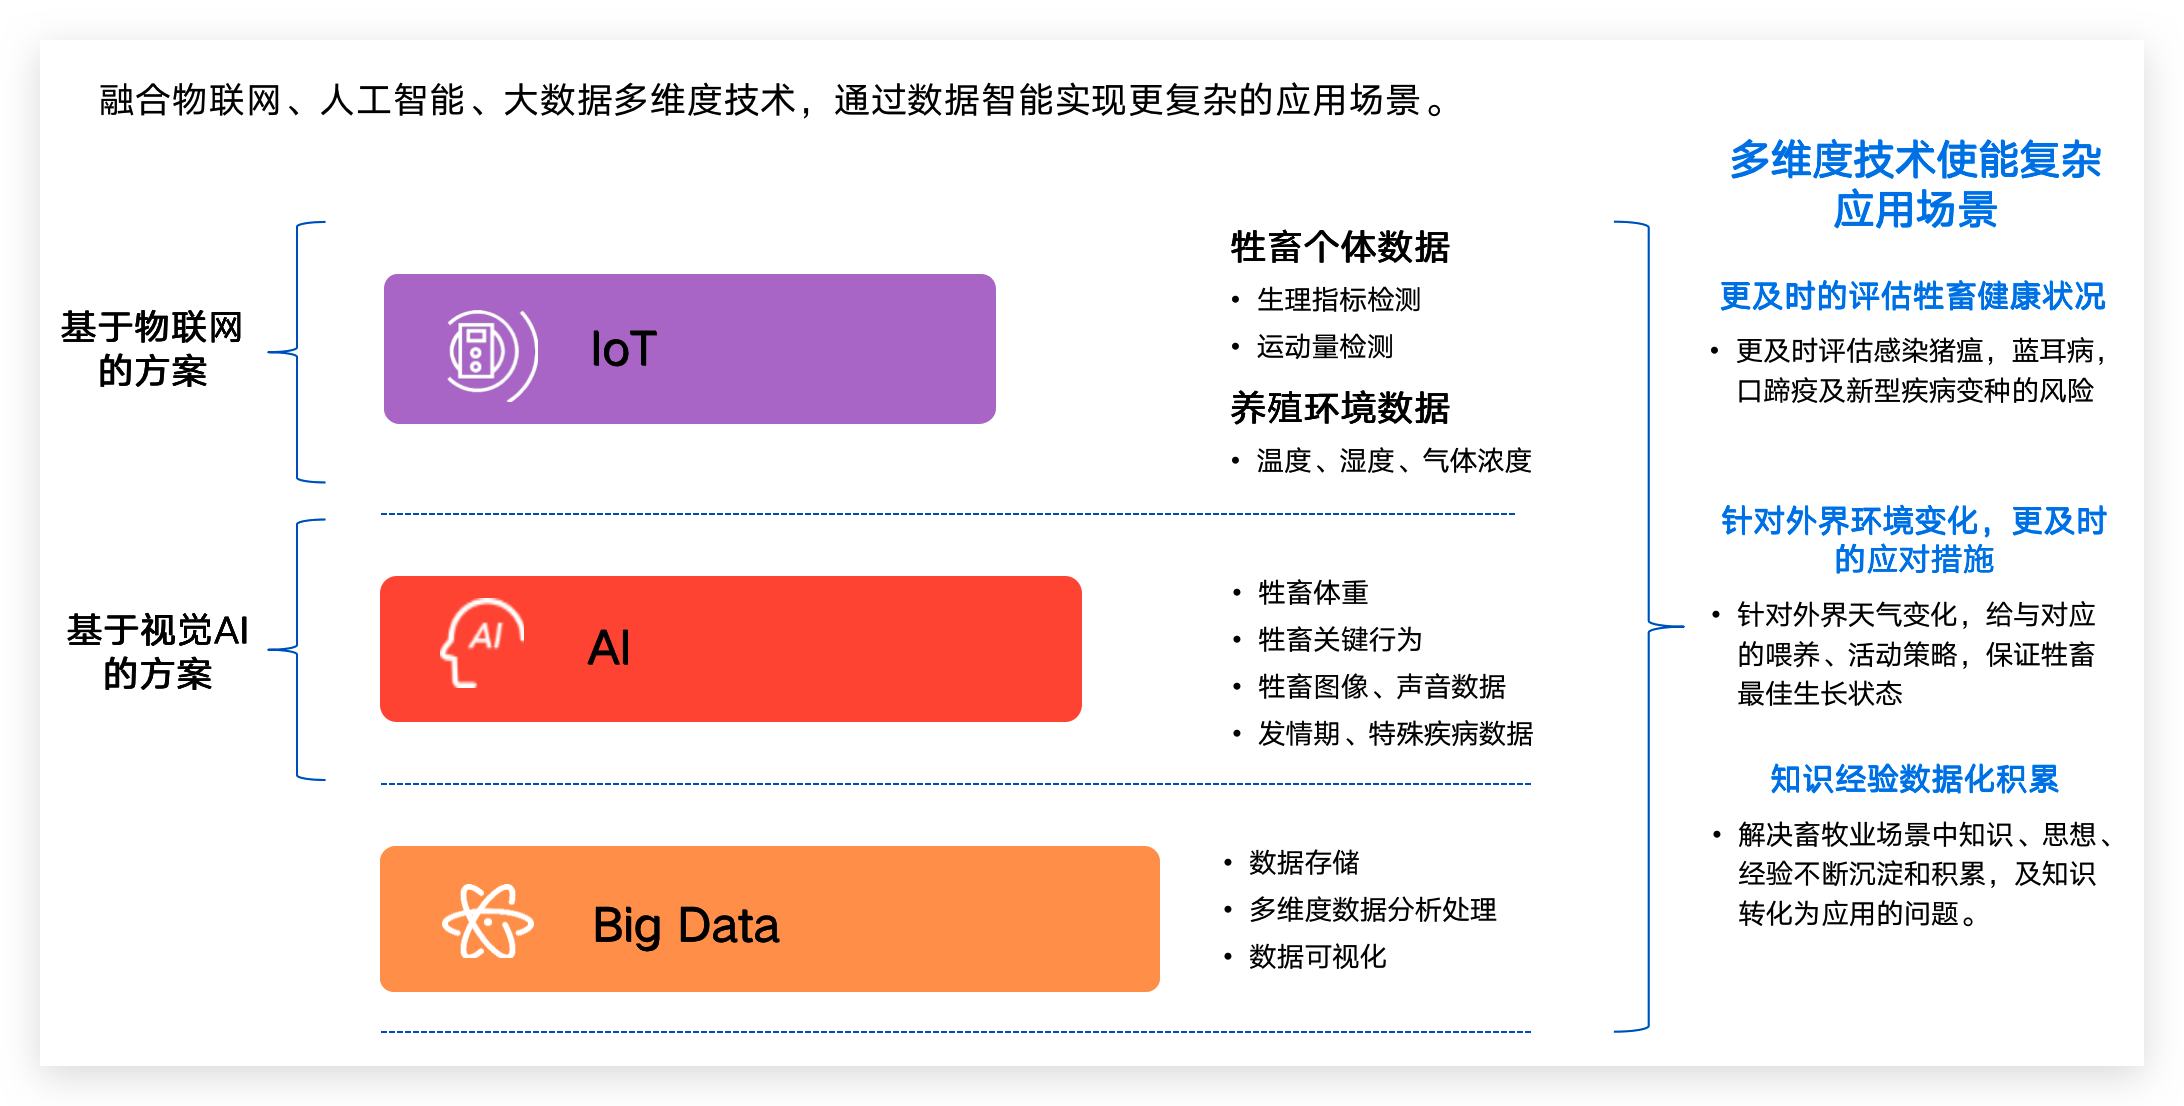 融合物联网、人工智能、大数据多维度技术，通过数据智能实现更复杂的应用场景。
基于物联网
的方案
IoT
牲畜个体数据
• 生理指标检测
• 运动量检测
养殖环境数据
• 温度、湿度、气体浓度
基于视觉AI
的方案
AI
AI
• 牲畜体重
• 牲畜关键行为
• 牲畜图像、声音数据
• 发情期、特殊疾病数据
Big Data
• 数据存储
• 多维度数据分析处理
• 数据可视化
多维度技术使能复杂
应用场景
更及时的评估牲畜健康状况
• 更及时评估感染猪瘟，蓝耳病，
口蹄疫及新型疾病变种的风险
针对外界环境变化，更及时
的应对措施
• 针对外界天气变化，给与对应
的喂养、活动策略，保证牲畜
最佳生长状态
知识经验数据化积累
• 解决畜牧业场景中知识、思想、
经验不断沉淀和积累，及知识
转化为应用的问题。